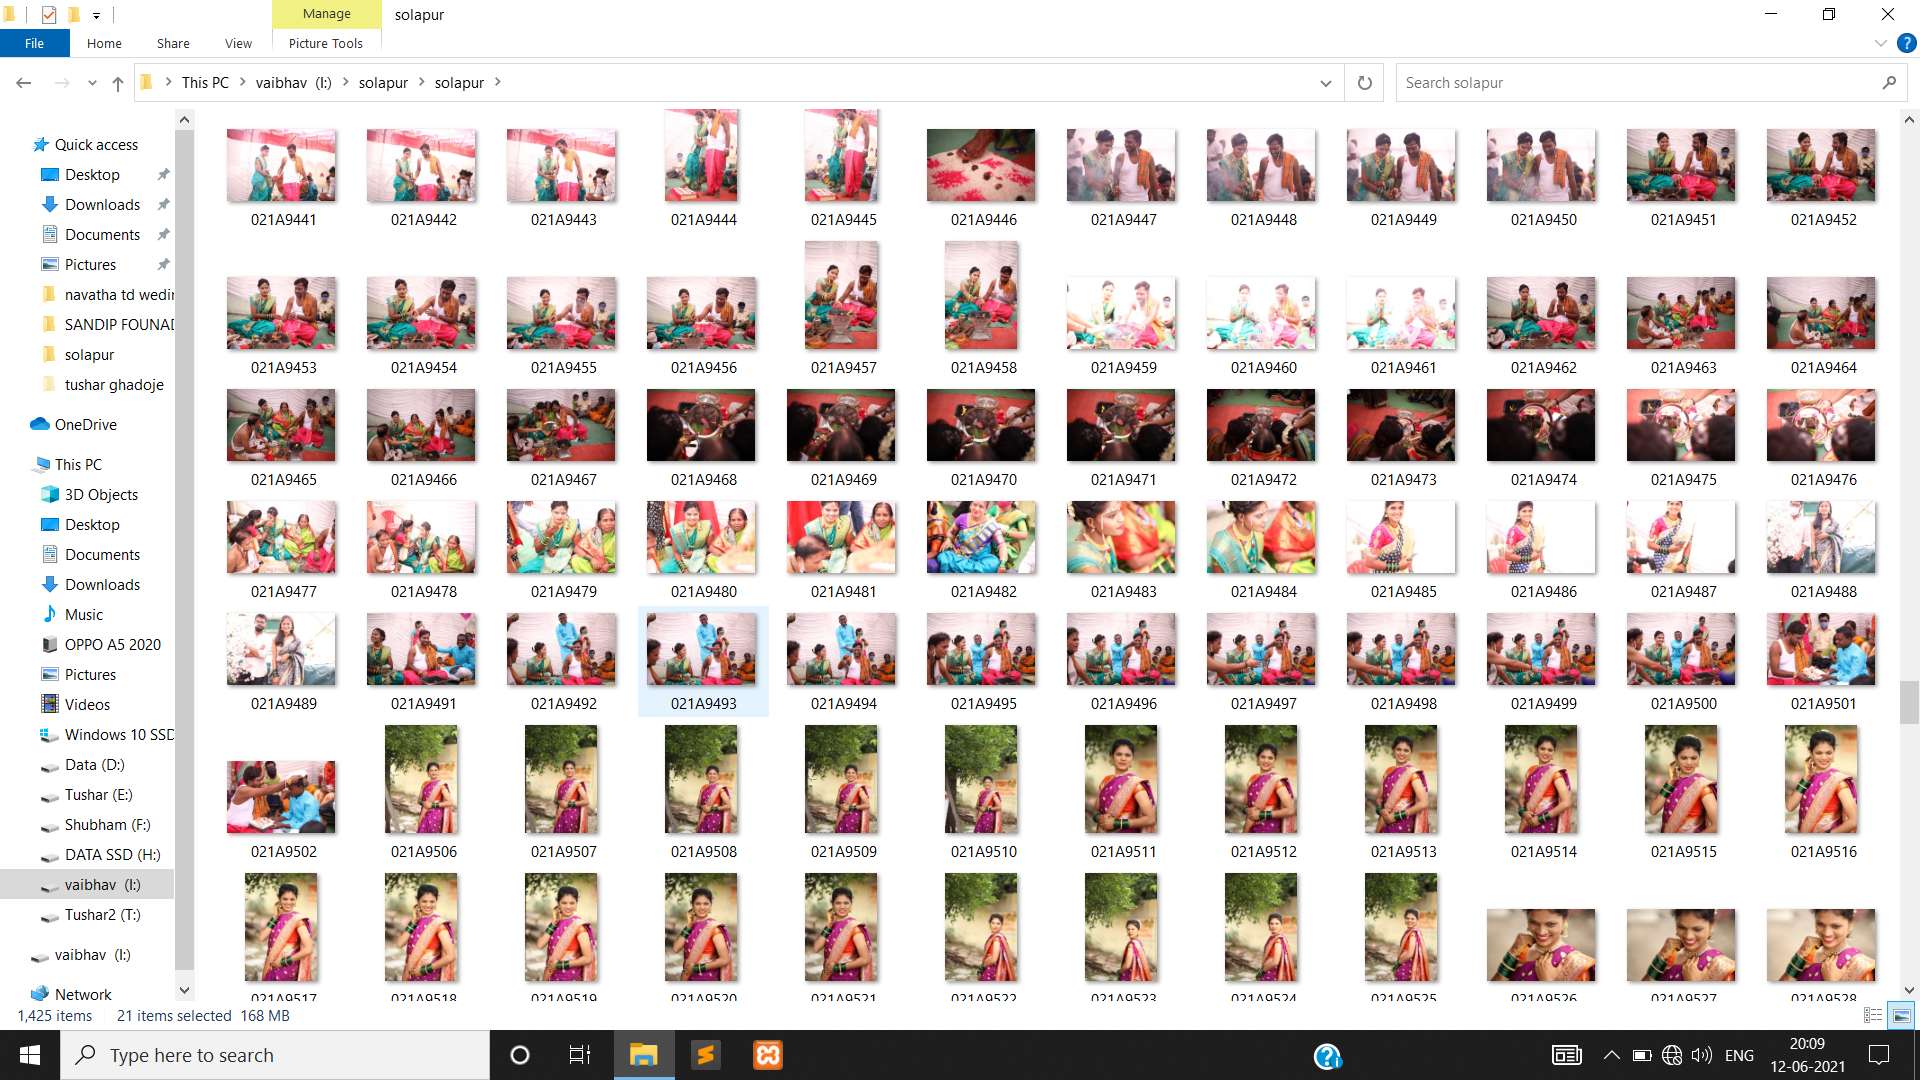 Manage
solapur
File
Home
Share
View
Picture Tools
This PC
vaibhav (I:)
solapur
solapur
Search solapur
Quick access
Desktop
Downloads
Documents
Pictures
navatha td wedin
SANDIP FOUNAD
solapur
tushar ghadoje
OneDrive
This PC
3D Objects
Desktop
Documents
Downloads
Music
OPPO A5 2020
Pictures
Videos
Windows 10 SSD
Data (D:)
Tushar (E:)
Shubham (F:)
DATA SSD (H:)
vaibhav (I:)
Tushar2 (T:)
vaibhav (I:)
Network
021A9441 021A9442 021A9443 021A9444 021A9445 021A9446 021A9447 021A9448 021A9449 021A9450 021A9451 021A9452
021A9453 021A9454 021A9455 021A9456 021A9457 021A9458 021A9459 021A9460 021A9461 021A9462 021A9463 021A9464
021A9465 021A9466 021A9467 021A9468 021A9469 021A9470 021A9471 021A9472 021A9473 021A9474 021A9475 021A9476
021A9477 021A9478 021A9479 021A9480 021A9481 021A9482 021A9483 021A9484 021A9485 021A9486 021A9487 021A9488
021A9489 021A9491 021A9492 021A9493 021A9494 021A9495 021A9496 021A9497 021A9498 021A9499 021A9500 021A9501
021A9502 021A9506 021A9507 021A9508 021A9509 021A9510 021A9511 021A9512 021A9513 021A9514 021A9515 021A9516
021A9517 021A9518 021A9519 021A9520 021A9521 021A9522 021A9523 021A9524 021A9525 021A9526 021A9527 021A9528
1,425 items 21 items selected 168 MB
Type here to search
ENG
20:09
12-06-2021